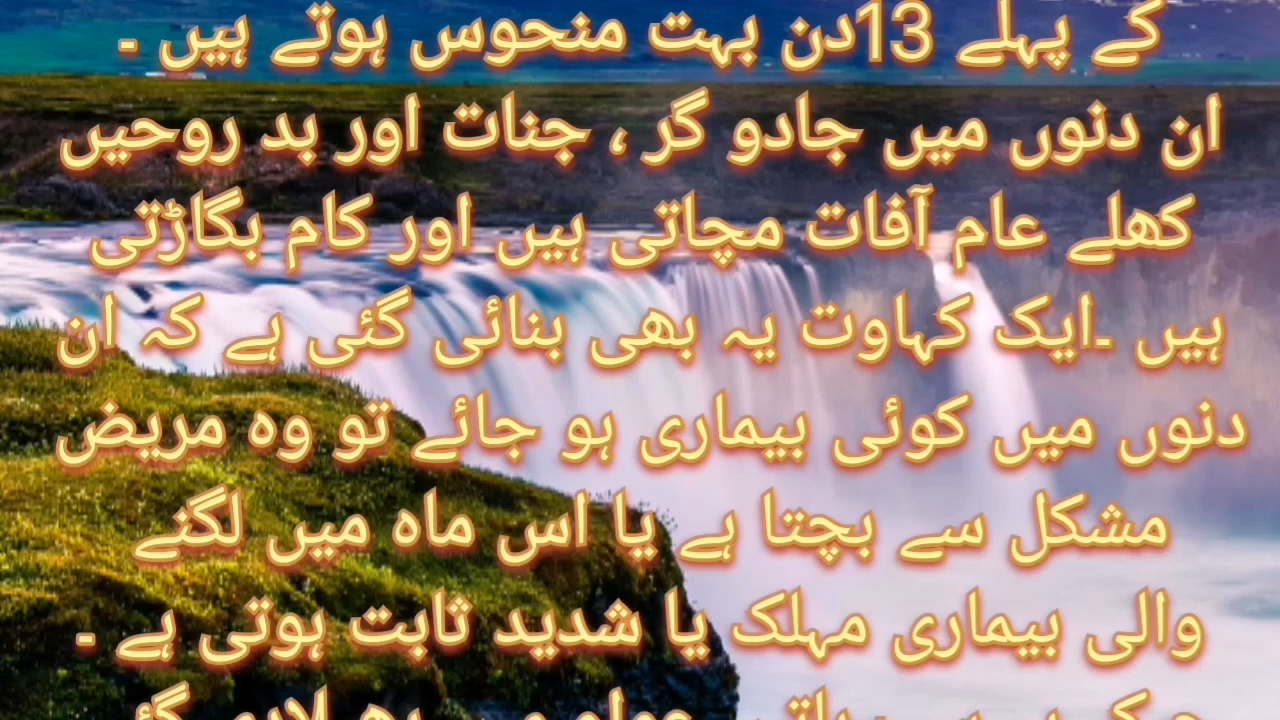 کے پہلے 13دن بہت منحوس ہوتے ہیں ۔
ان دنوں میں جادو گر ، جنات اور بد روحیں
کھلے عام آفات مچاتی ہیں اور کام بگاڑتی
ہیں ۔ایک کہاوت یہ بھی بنائی گئی ہے کہ ان
دنوں میں کوئی بیماری ہو جائے تو وہ مریض
مشکل سے بچتا ہے یا اس ماہ میں لگنے
والی بیماری مہلک یا شدید ثابت ہوتی ہے ۔